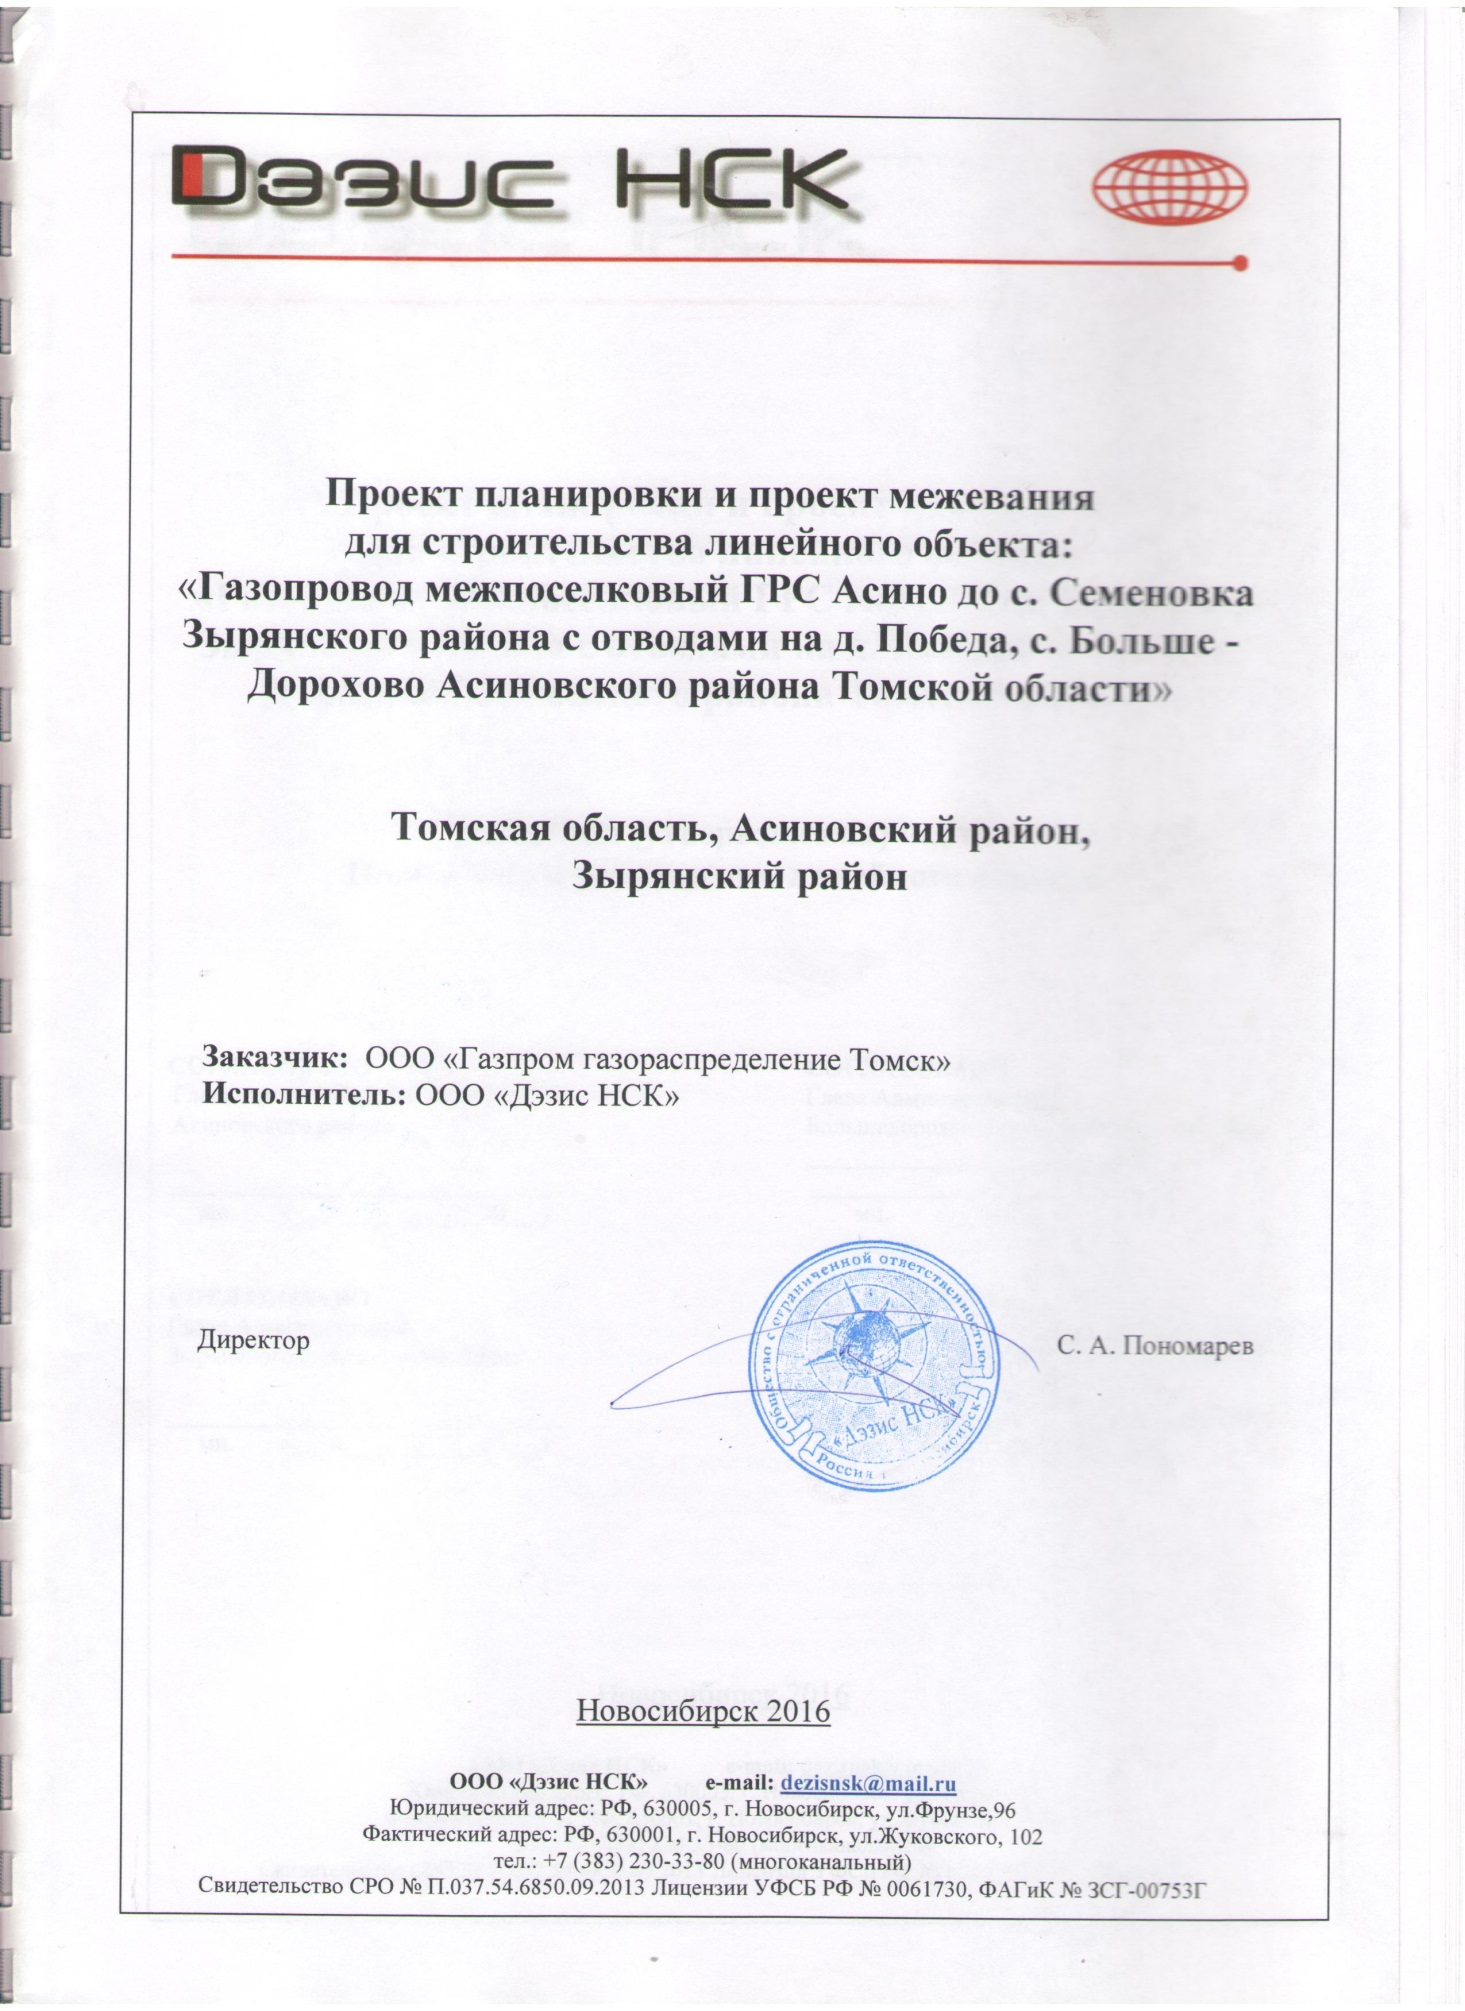 Дэзис НСК
Проект планировки и проект межевания
для строительства линейного объекта:
«Газопровод межпоселковый ГРС Асино до с. Семеновка
Зырянского района с отводами на д. Победа, с. Больше -
Дорохово Асиновского района Томской области»
Томская область, Асиновский район,
Зырянский район
Заказчик: ООО «Газпром газораспределение Томск»
Исполнитель: ООО «Дэзис НСК»
Общество с ограниченной ответственностью
«Дэзис НСК»
Россия
Директор С. А. Пономарев
Новосибирск 2016
ООО «Дэзис НСК» e-mail: dezisnsk@mail.ru
Юридический адрес: РФ, 630005, г. Новосибирск, ул.Фрунзе,96
Фактический адрес: РФ, 630001, г. Новосибирск, ул.Жуковского, 102
тел.: +7 (383) 230-33-80 (многоканальный)
Свидетельство СРО № П.037.54.6850.09.2013 Лицензии УФСБ РФ № 0061730, ФАГиК № ЗСГ-00753Г